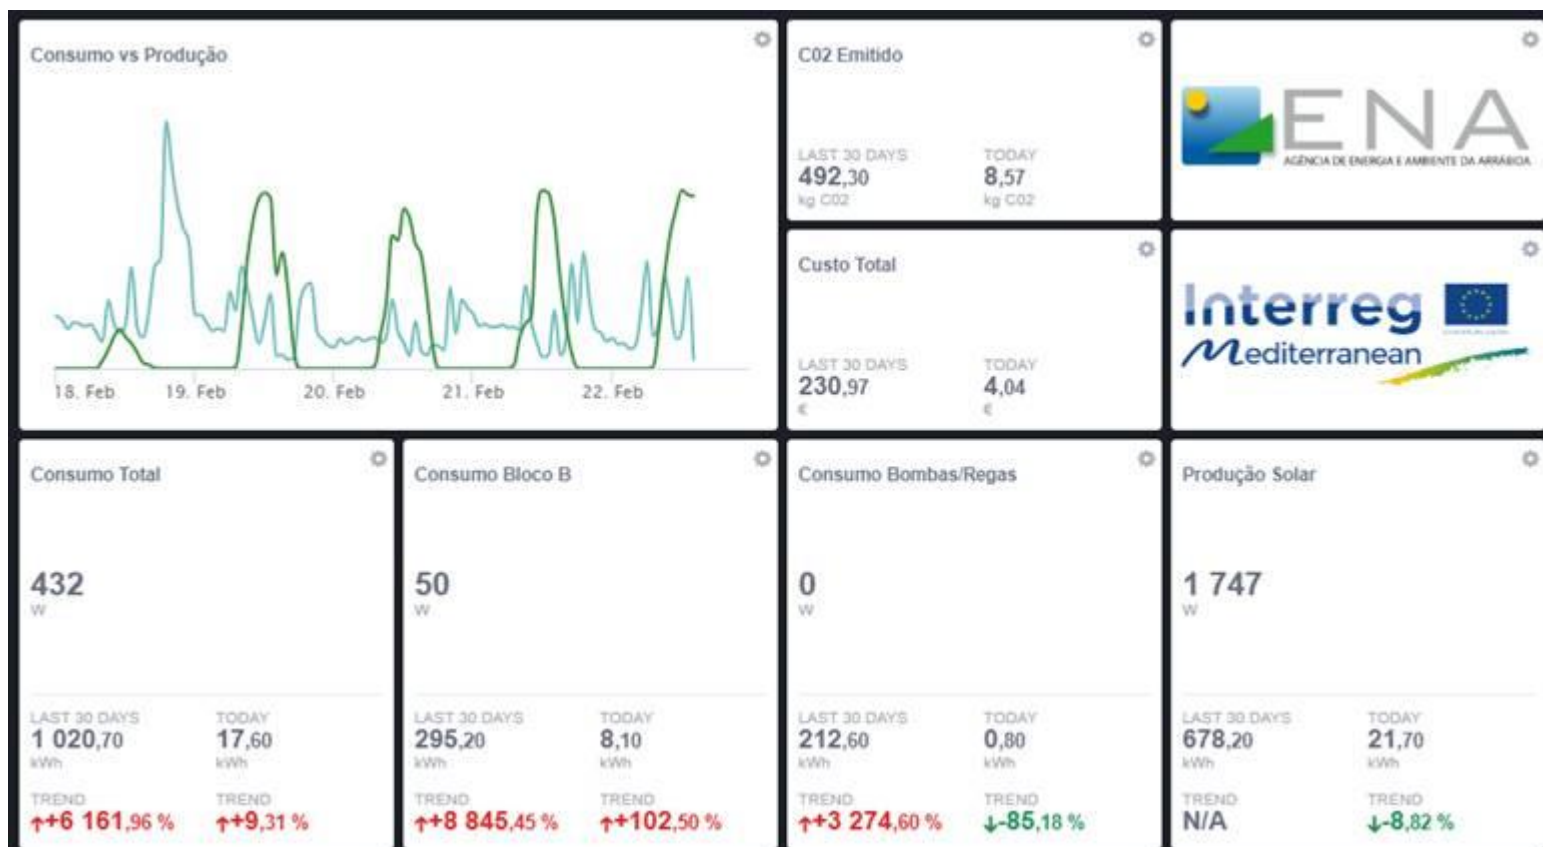 Consumo vs Produção
18. Feb 19. Feb 20. Feb 21. Feb 22. Feb
C02 Emitido
LAST 30 DAYS TODAY
492,30 8,57
kg C02 kg C02
ENA
AGÊNCIA DE ENERGIA E AMBIENTE DA ARRÁBIDA
Custo Total
LAST 30 DAYS TODAY
230,97 4,04
€ €
Interreg
Mediterranean
Consumo Total
432
W
LAST 30 DAYS TODAY
1 020,70 17,60
kWh kWh
TREND TREND
↑+6 161,96 % ↑+9,31 %
Consumo Bloco B
50
W
LAST 30 DAYS TODAY
295,20 8,10
kWh kWh
TREND TREND
↑+8 845,45 % ↑+102,50 %
Consumo Bombas/Regas
0
W
LAST 30 DAYS TODAY
212,60 0,80
kWh kWh
TREND TREND
↑+3 274,60 % ↓-85,18 %
Produção Solar
1 747
W
LAST 30 DAYS TODAY
678,20 21,70
kWh kWh
TREND TREND
N/A ↓-8,82 %